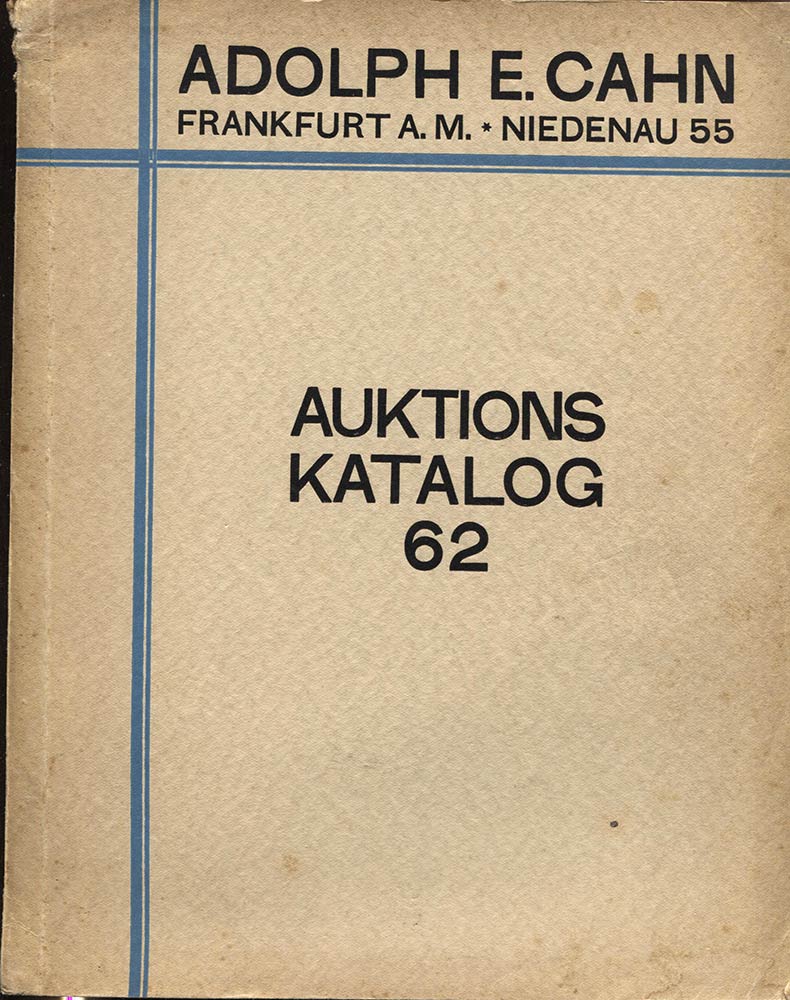 ADOLPH E. CAHN
FRANKFURT A. M. * NIEDENAU 55
AUKTIONS
KATALOG
62